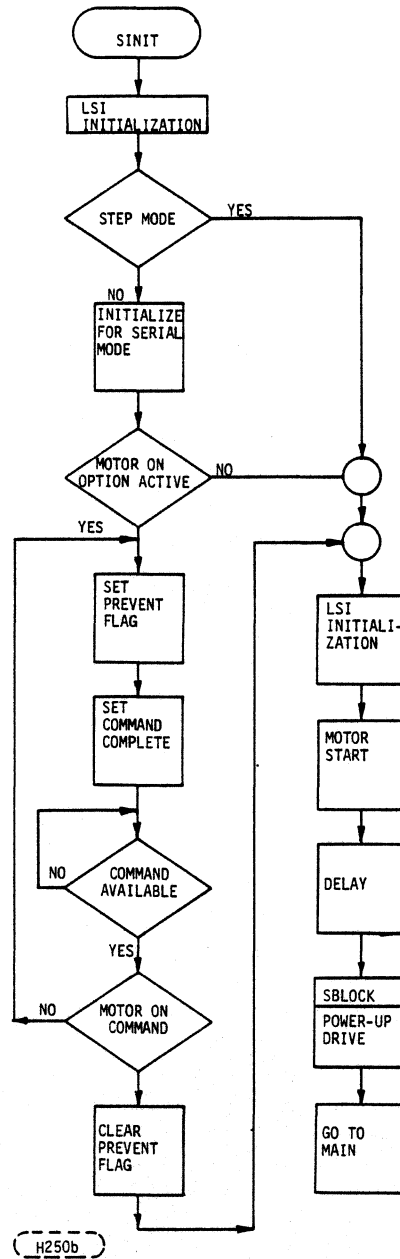 SINIT
LSI
INITIALIZATION
STEP MODE
YES
NO
INITIALIZE
FOR SERIAL
MODE
MOTOR ON
OPTION ACTIVE
NO
YES
SET
PREVENT
FLAG
SET
COMMAND
COMPLETE
NO
COMMAND
AVAILABLE
YES
NO
MOTOR ON
COMMAND
CLEAR
PREVENT
FLAG
LSI
INITIALI-
ZATION
MOTOR
START
DELAY
SBLOCK
POWER-UP
DRIVE
GO TO
MAIN
H250b